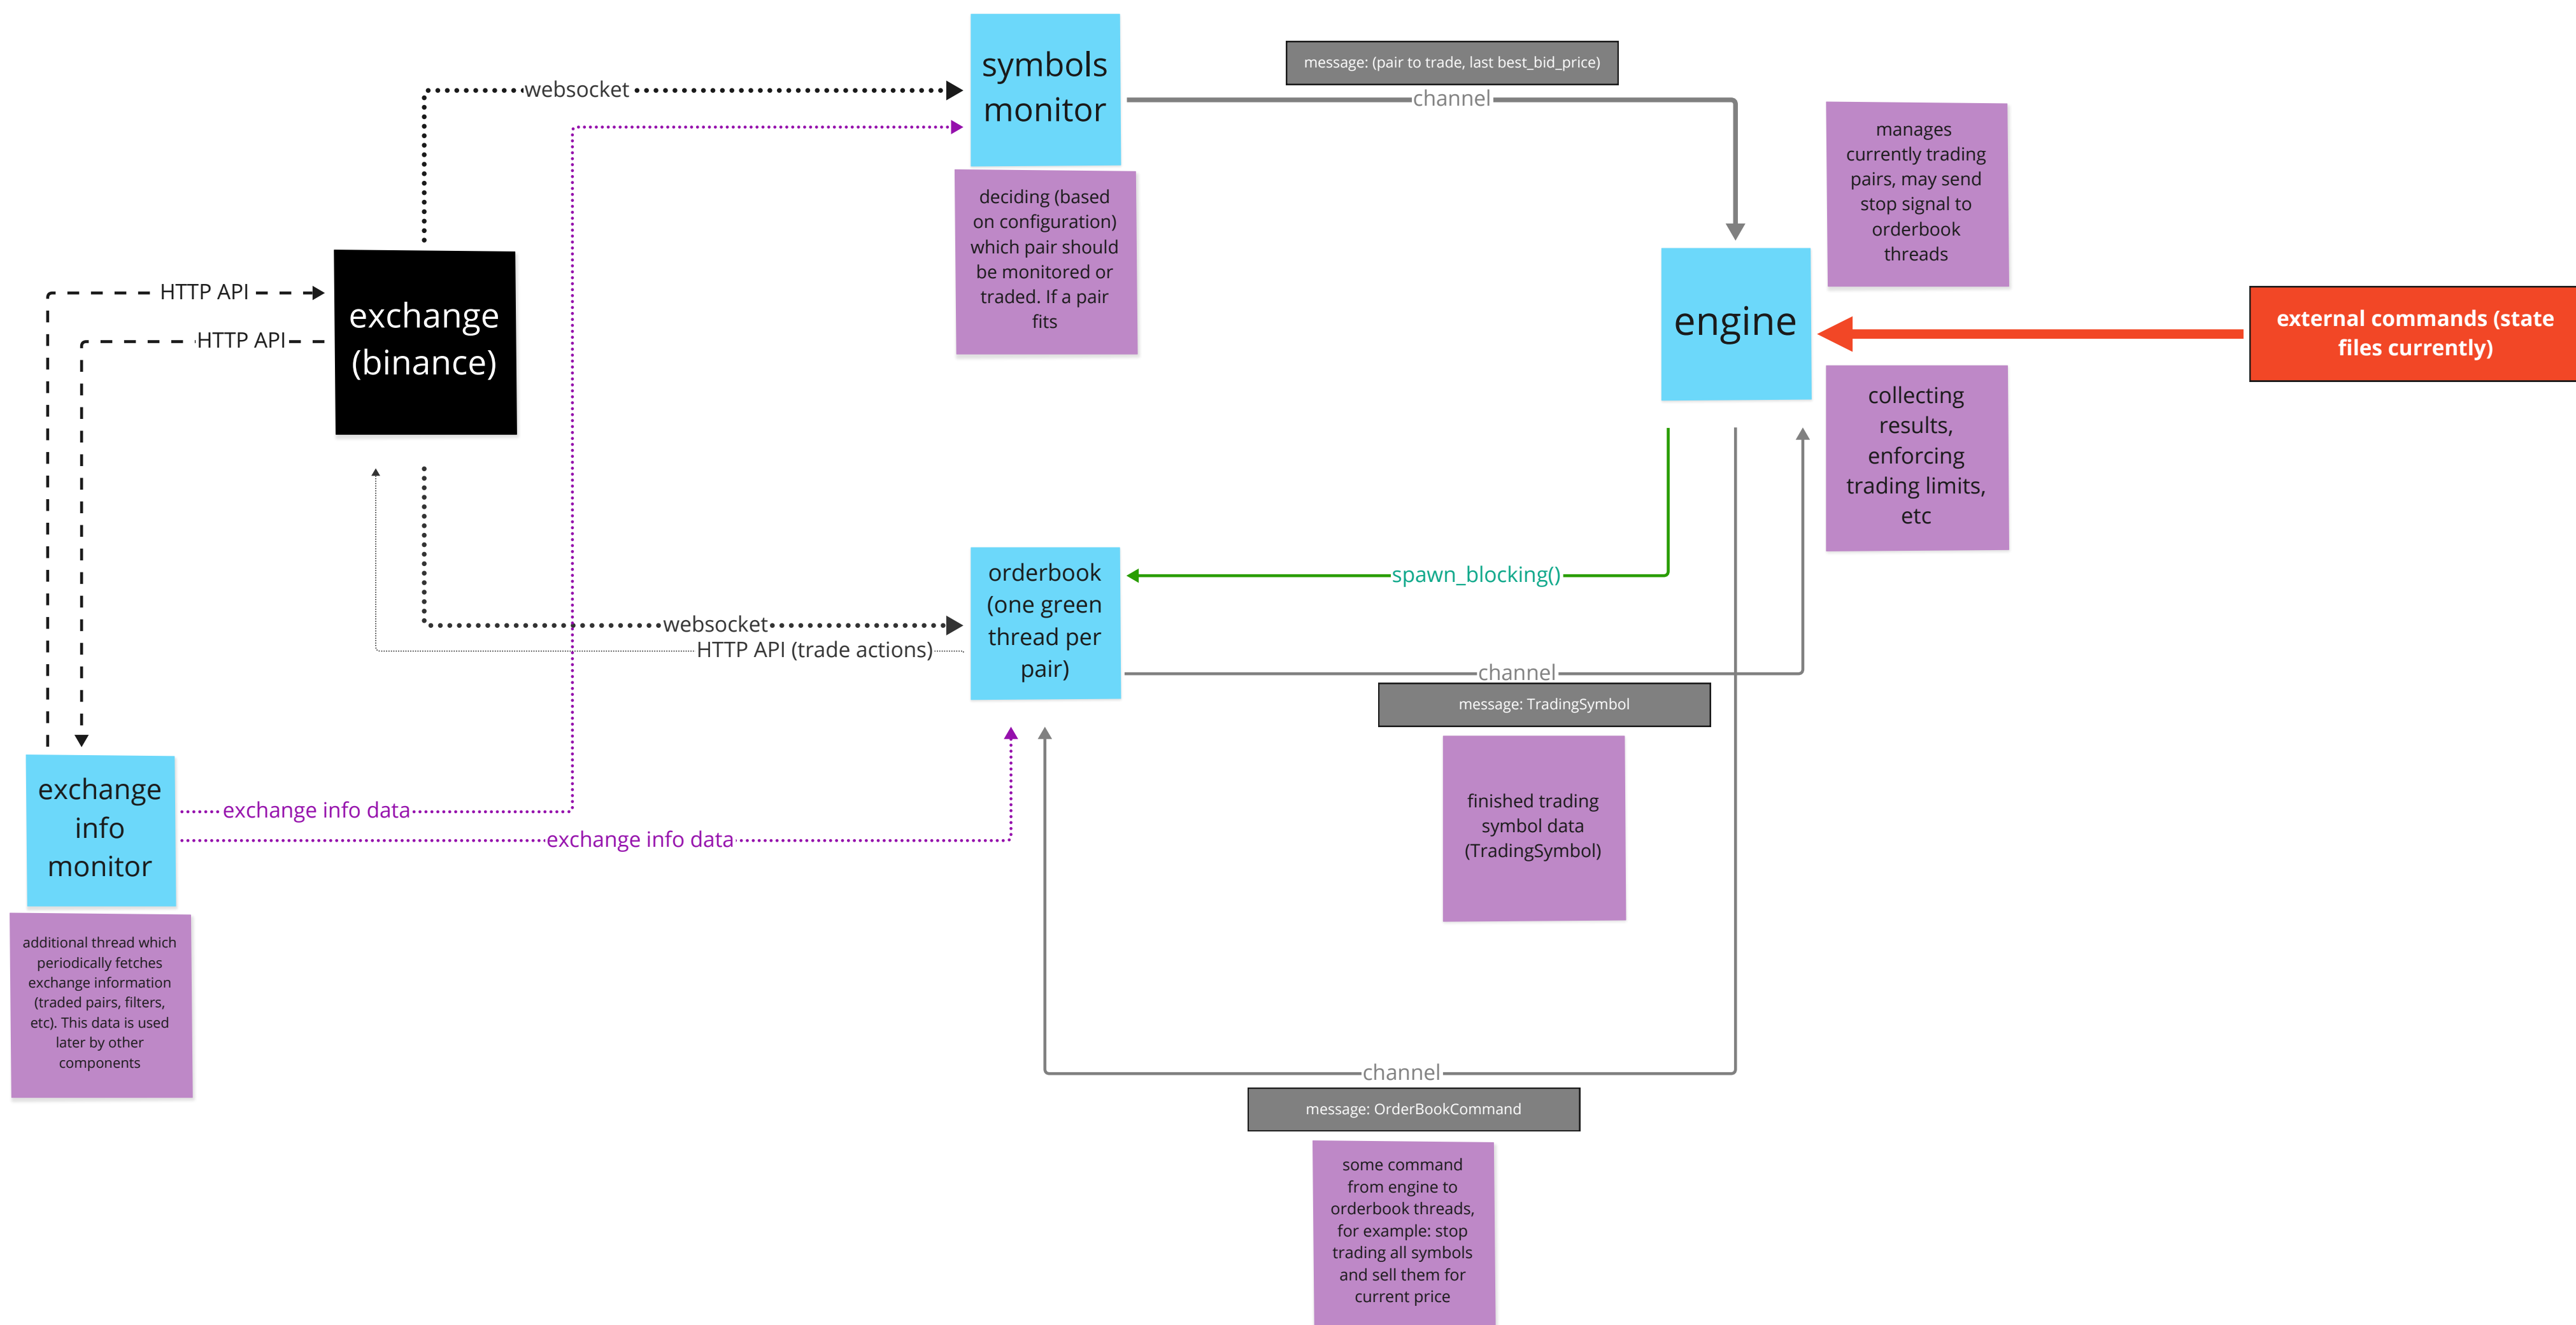 symbols
monitor
message: (pair to trade, last best_bid_price)
websocket
channel
manages
currently trading
pairs, may send
stop signal to
orderbook
threads
deciding (based
on configuration)
which pair should
be monitored or
traded. If a pair
fits
HTTP API
exchange
(binance)
HTTP API
engine
external commands (state
files currently)
collecting
results,
enforcing
trading limits,
etc
orderbook
(one green
thread per
pair)
spawn_blocking()
websocket
HTTP API (trade actions)
channel
message: TradingSymbol
exchange
info
monitor
exchange info data
exchange info data
finished trading
symbol data
(TradingSymbol)
additional thread which
periodically fetches
exchange information
(traded pairs, filters,
etc). This data is used
later by other
components
channel
message: OrderBookCommand
some command
from engine to
orderbook threads,
for example: stop
trading all symbols
and sell them for
current price